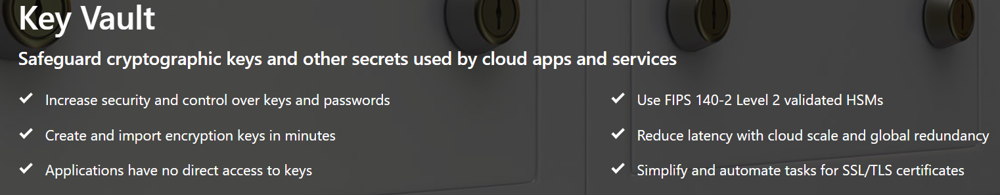 Key Vault
Safeguard cryptographic keys and other secrets used by cloud apps and services
Increase security and control over keys and passwords
Create and import encryption keys in minutes
Applications have no direct access to keys
Use FIPS 140-2 Level 2 validated HSMs
Reduce latency with cloud scale and global redundancy
Simplify and automate tasks for SSL/TLS certificates